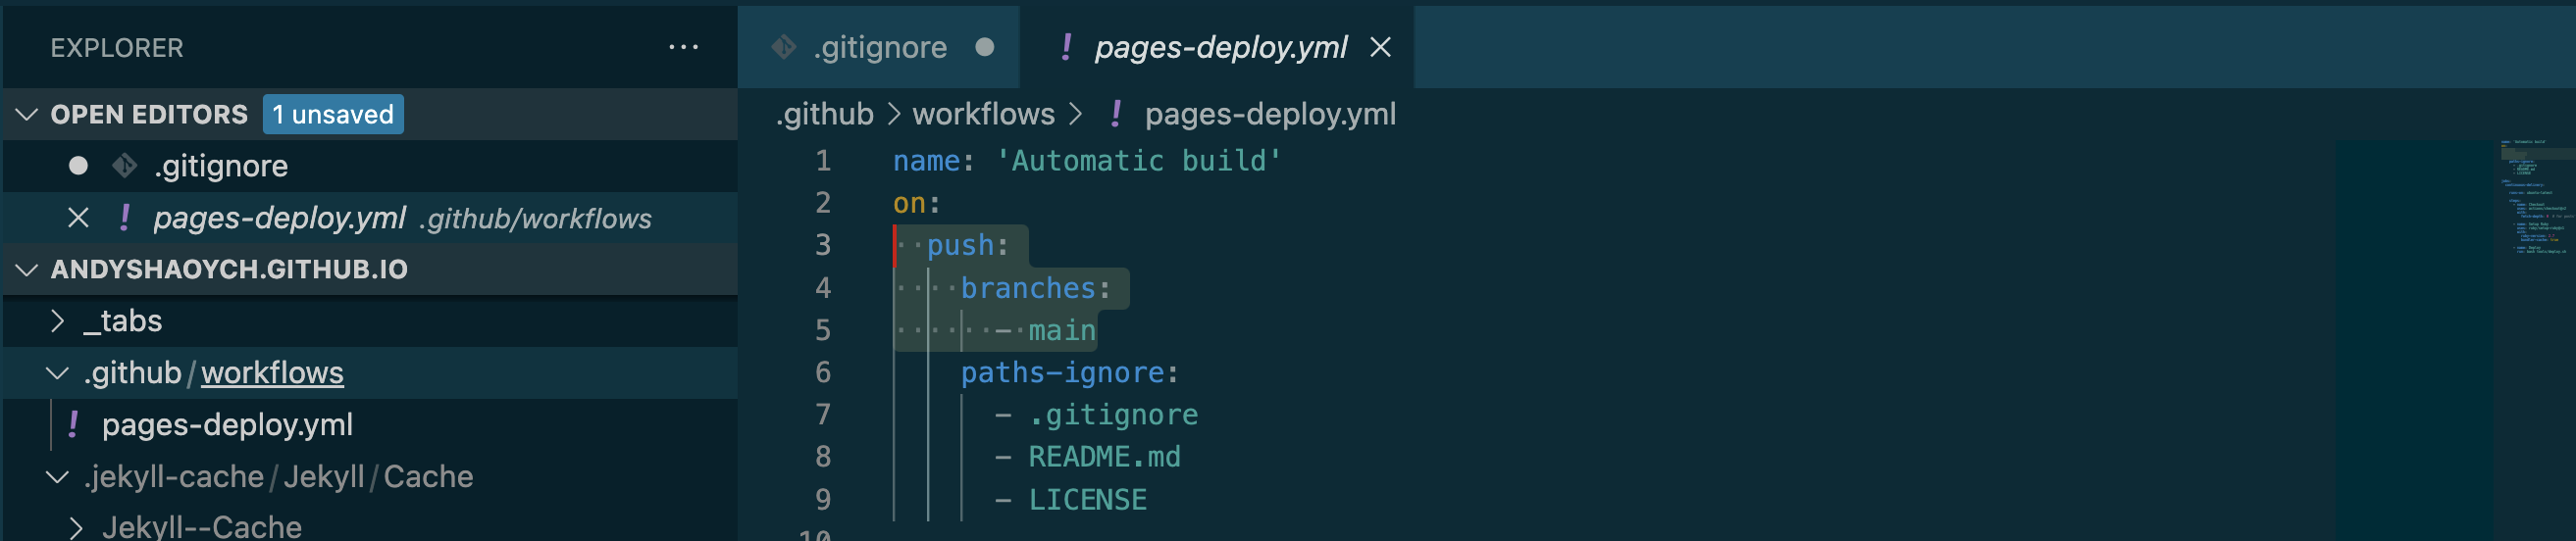 EXPLORER
OPEN EDITORS 1 unsaved
.gitignore
pages-deploy.yml .github/workflows
ANDYSHAOYCH.GITHUB.IO
_tabs
.github/workflows
pages-deploy.yml
.jekyll-cache/Jekyll/Cache
Jekyll--Cache
.gitignore
pages-deploy.yml
.github > workflows > ! pages-deploy.yml
1 name: 'Automatic build'
2 on:
3   push:
4     branches:
5       - main
6     paths-ignore:
7       - .gitignore
8       - README.md
9       - LICENSE
10